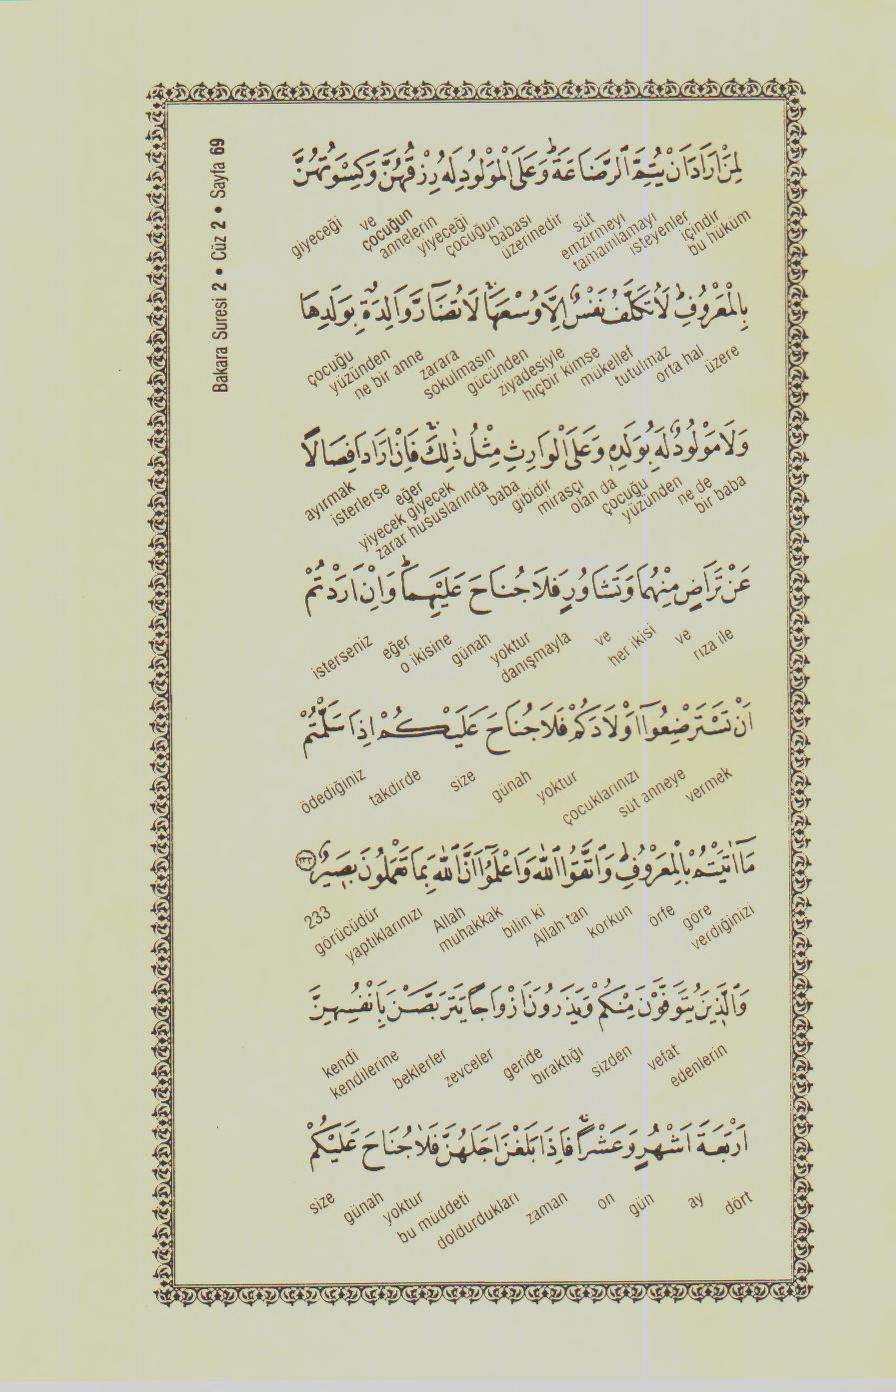 Bakara Suresi 2 • Cüz 2 • Sayfa 69
لِمَنْ اَرَادَ اَنْ يُتِمَّ الرَّضَاعَةَۜ وَعَلَى الْمَوْلُودِ لَهُ رِزْقُهُنَّ وَكِسْوَتُهُنَّ
bu hüküm içindir isteyenler tamamlamayı emzirmeyi süt üzerinedir babası çocuğun yiyeceği annelerin çocuğun ve giyeceği
بِالْمَعْرُوفِۜ لَا تُكَلَّفُ نَفْسٌ اِلَّا وُسْعَهَاۚ لَا تُضَٓارَّ وَالِدَةٌ بِوَلَدِهَا
üzere orta hal tutulmaz mükellef hiçbir kimse ziyadesiyle gücünden sokulmasın zarara ne bir anne yüzünden çocuğu
وَلَا مَوْلُودٌ لَهُ بِوَلَدِهٖ وَعَلَى الْوَارِثِ مِثْلُ ذٰلِكَۚ فَاِنْ اَرَادَا فِصَالًا
bir baba ne de yüzünden çocuğu olan da mirasçı gibidir baba zarar hususlarında yiyecek giyecek eğer isterlerse ayırmak
عَنْ تَرَاضٍ مِنْهُمَا وَتَشَاوُرٍ فَلَا جُنَاحَ عَلَيْهِمَاۜ وَاِنْ اَرَدْتُمْ
rıza ile ve her ikisi ve danışmayla yoktur günah o ikisine eğer isterseniz
اَنْ تَسْتَرْضِعُٓوا اَوْلَادَكُمْ فَلَا جُنَاحَ عَلَيْكُمْ اِذَا سَلَّمْتُمْ
vermek süt anneye çocuklarınızı yoktur günah size takdirde ödediğiniz
مَٓا اٰتَيْتُمْ بِالْمَعْرُوفِۜ وَاتَّقُوا اللّٰهَ وَاعْلَمُٓوا اَنَّ اللّٰهَ بِمَا تَعْمَلُونَ بَصِيرٌ ﴿٢٣٣﴾
verdiğinizi göre örfe korkun Allah'tan bilin ki muhakkak Allah yaptıklarınızı görücüdür 233
وَالَّذِينَ يُتَوَفَّوْنَ مِنْكُمْ وَيَذَرُونَ اَزْوَاجًا يَتَرَبَّصْنَ بِاَنْفُسِهِنَّ
edenlerin vefat sizden bıraktığı geride zevceler beklerler kendilerine kendi
اَرْبَعَةَ اَشْهُرٍ وَعَشْرًاۚ فَاِذَا بَلَغْنَ اَجَلَهُنَّ فَلَا جُنَاحَ عَلَيْكُمْ
dört ay gün on zaman doldurdukları bu müddeti yoktur günah size